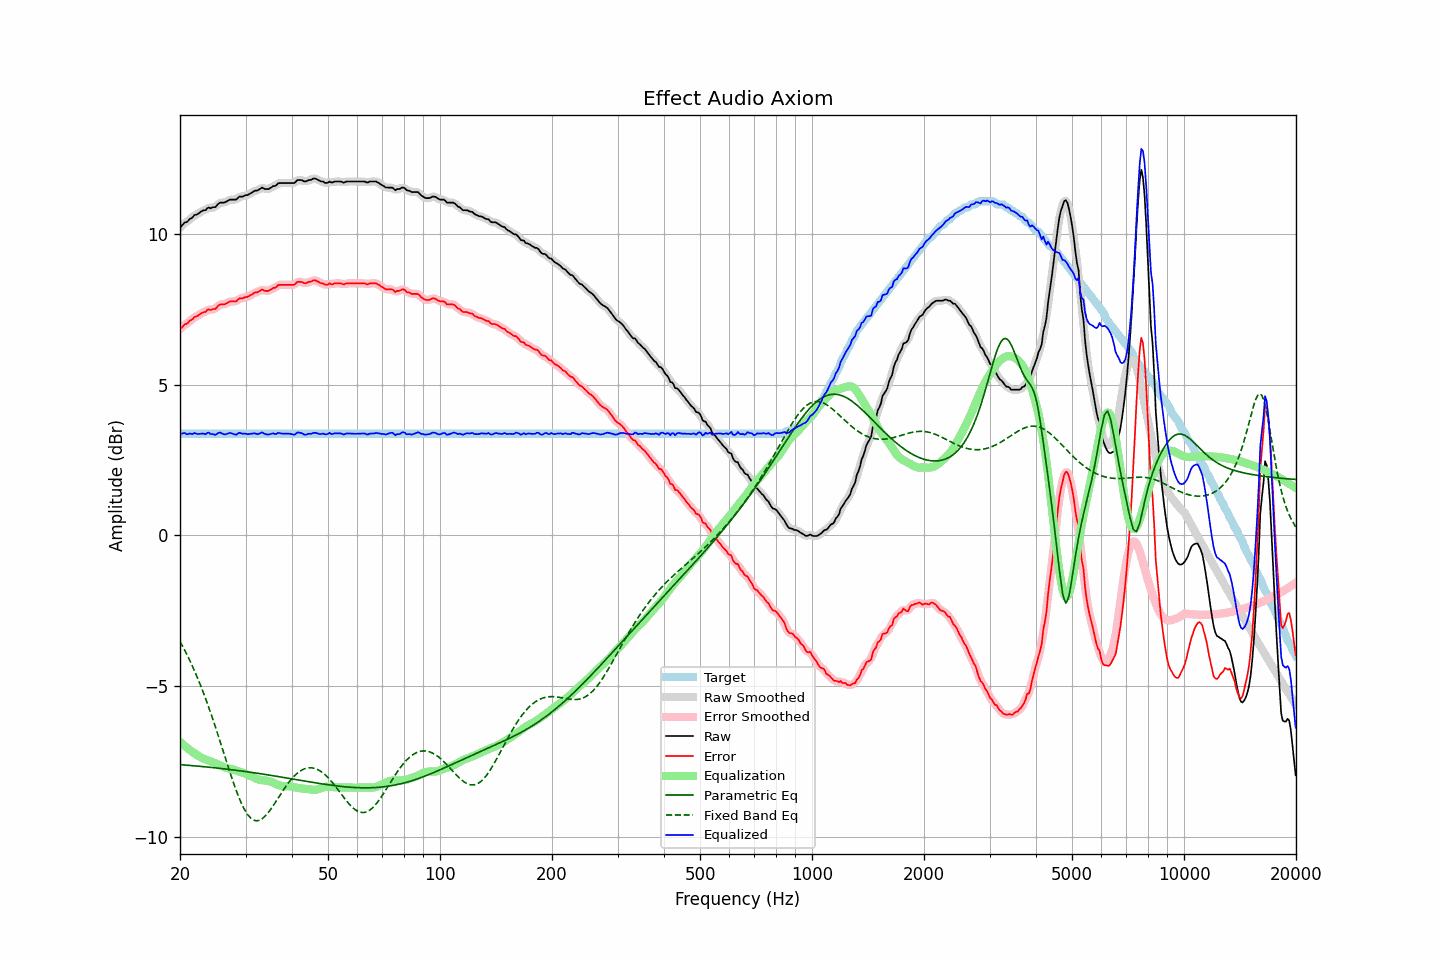 Effect Audio Axiom
Amplitude (dBr)
10
5
0
−5
−10
Target
Raw Smoothed
Error Smoothed
Raw
Error
Equalization
Parametric Eq
Fixed Band Eq
Equalized
20 50 100 200 500 1000 2000 5000 10000 20000
Frequency (Hz)